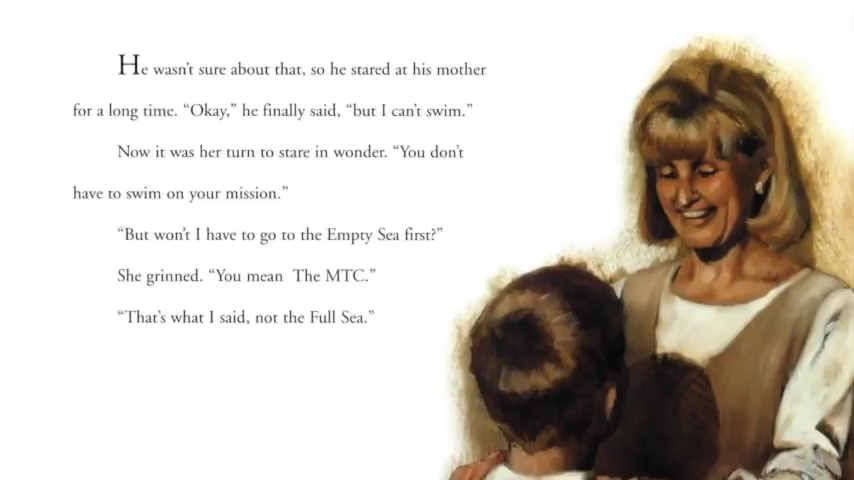 He wasn't sure about that, so he stared at his mother
for a long time. “Okay,” he finally said, “but I can't swim.”
Now it was her turn to stare in wonder. “You don't
have to swim on your mission.”
“But won't I have to go to the Empty Sea first?”
She grinned. “You mean  The MTC.”
“That's what I said, not the Full Sea.”